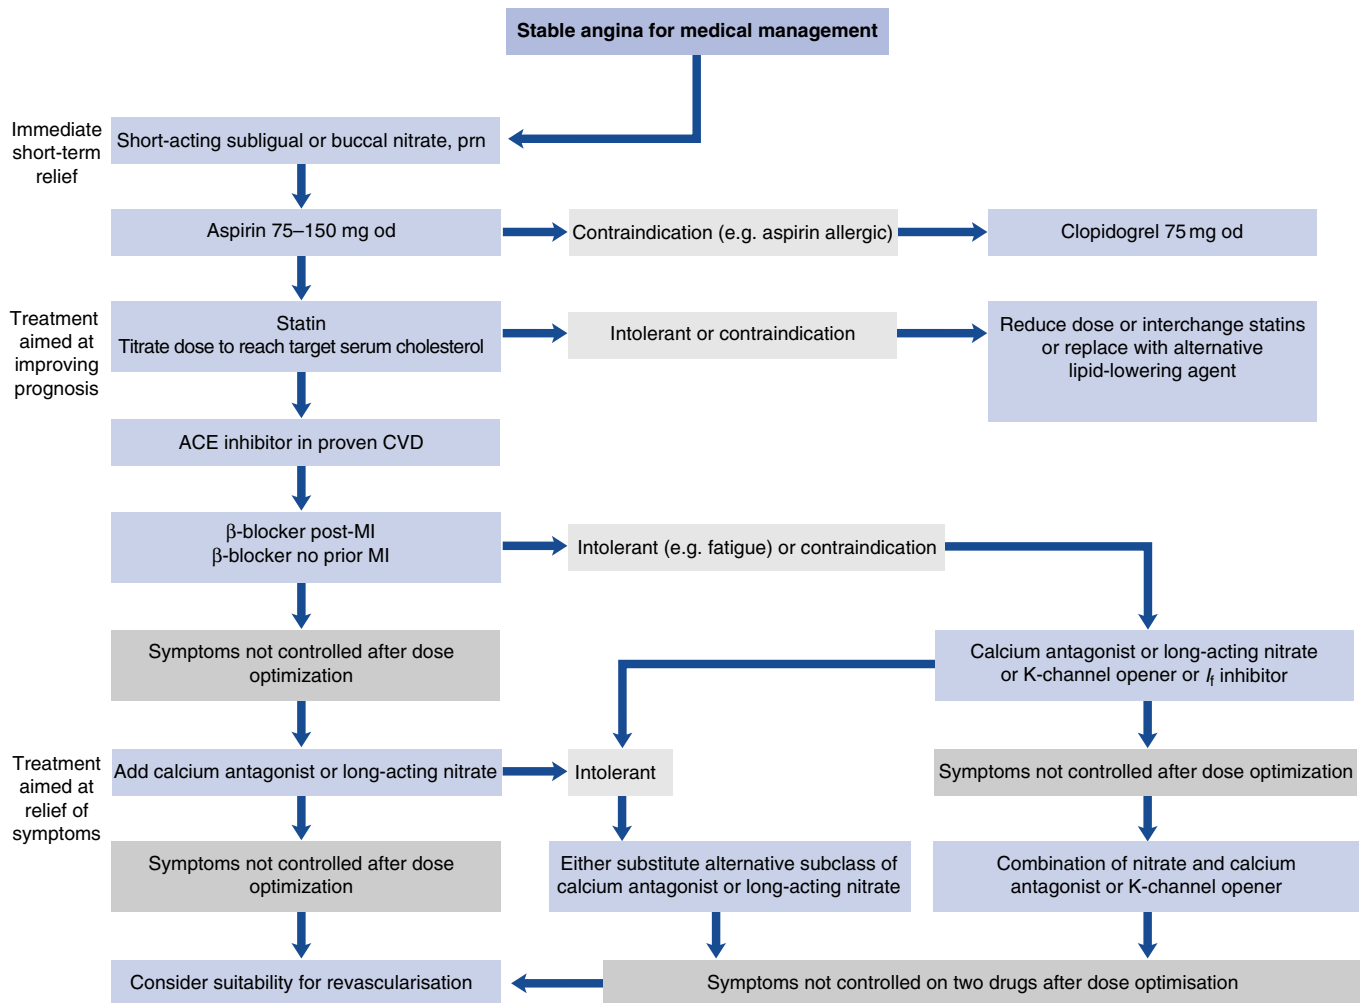 Stable angina for medical management
Immediate
short-term
relief
Short-acting subligual or buccal nitrate, prn
Aspirin 75–150 mg od
Contraindication (e.g. aspirin allergic)
Clopidogrel 75 mg od
Treatment
aimed at
improving
prognosis
Statin
Titrate dose to reach target serum cholesterol
Intolerant or contraindication
Reduce dose or interchange statins
or replace with alternative
lipid-lowering agent
ACE inhibitor in proven CVD
β-blocker post-MI
β-blocker no prior MI
Intolerant (e.g. fatigue) or contraindication
Symptoms not controlled after dose
optimization
Calcium antagonist or long-acting nitrate
or K-channel opener or If inhibitor
Treatment
aimed at
relief of
symptoms
Add calcium antagonist or long-acting nitrate
Intolerant
Symptoms not controlled after dose optimization
Symptoms not controlled after dose
optimization
Either substitute alternative subclass of
calcium antagonist or long-acting nitrate
Combination of nitrate and calcium
antagonist or K-channel opener
Consider suitability for revascularisation
Symptoms not controlled on two drugs after dose optimisation